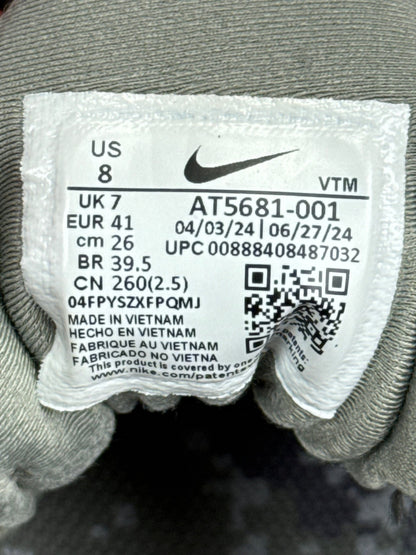 US
8
VTM
UK 7
EUR 41
cm 26
BR 39.5
CN 260(2.5)
AT5681-001
04/03/24 | 06/27/24
UPC 00888408487032
04FPYSZXFPQMJ
MADE IN VIETNAM
HECHO EN VIETNAM
FABRIQUE AU VIETNAM
FABRICADO NO VIETNA
This product is covered by one
www.nike.com/patents
patents: